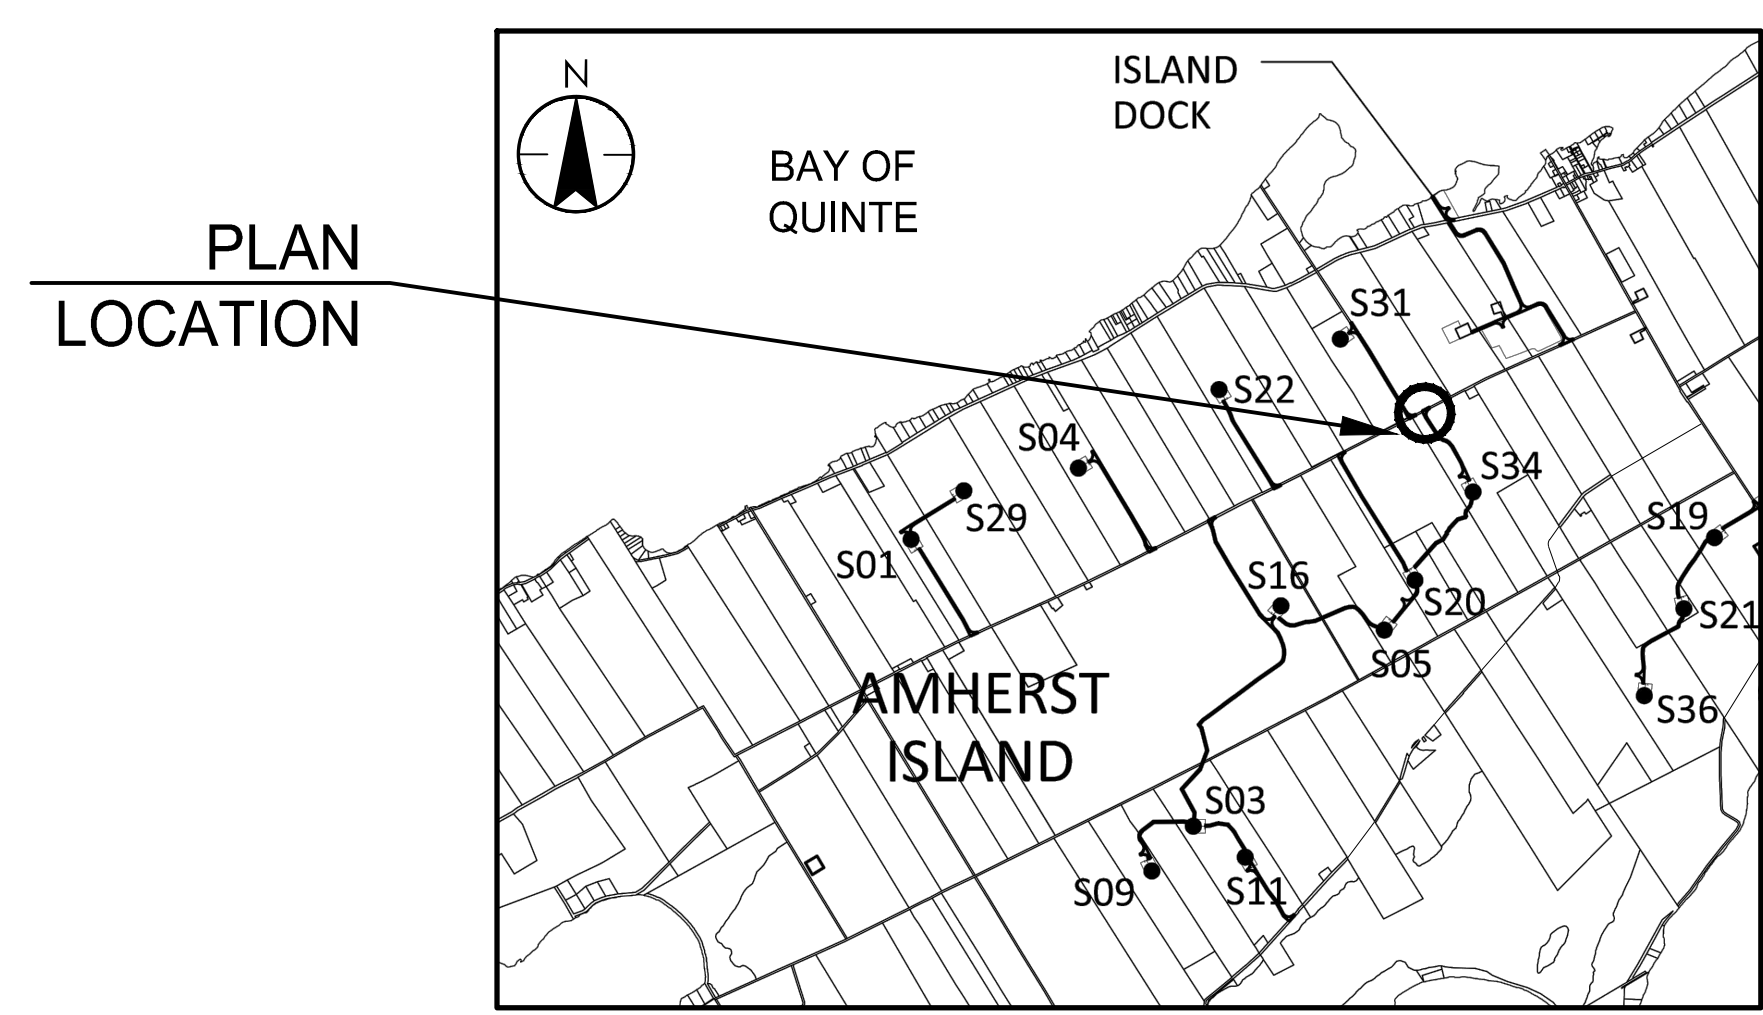 N
ISLAND
DOCK
BAY OF
QUINTE
PLAN
LOCATION
S31
S22
S04
S34
S29
S19
S01
S16
S20
S21
S05
AMHERST
ISLAND
S36
S03
S09
S11